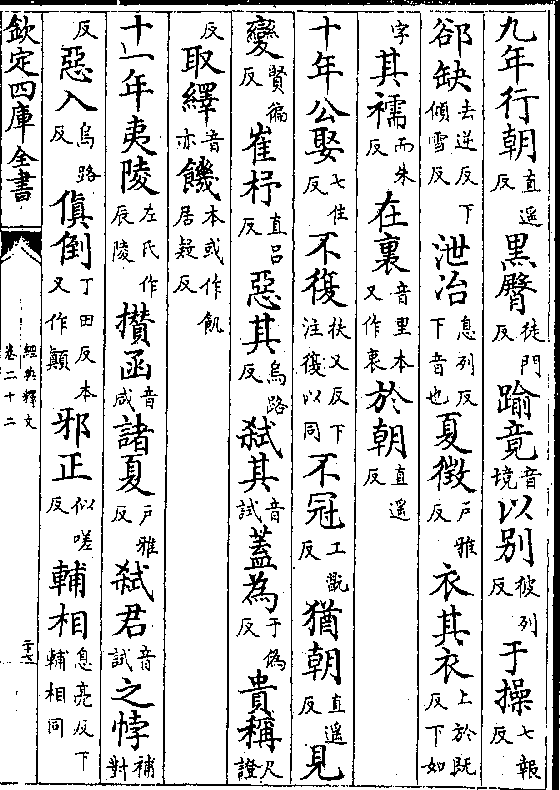 九年行朝直遥反黑臀徒門反踰竟音境以别彼列反于操七報反
郤缺去逆反下傾雪反泄冶息列反下音也夏徵户雅反衣其衣上於既反下如
字其襦而朱反在裏音里本又作衷於朝直遥反
十年公娶七住反不復扶又反下注復以同不冠工翫反猶朝直遥反見
變賢徧反崔杼直吕反惡其烏路反弑其音試蓋為于偽反貴稱尺證
反取繹音亦饑本或作飢居疑反
十一年夷陵左氏作辰陵攢函音咸諸夏户雅反弑君音試之悖補對
反惡入烏路反傎倒丁田反本又作顛邪正似嗟反輔相息亮反下輔相同
欽定四庫全書
經典釋文
卷二十二